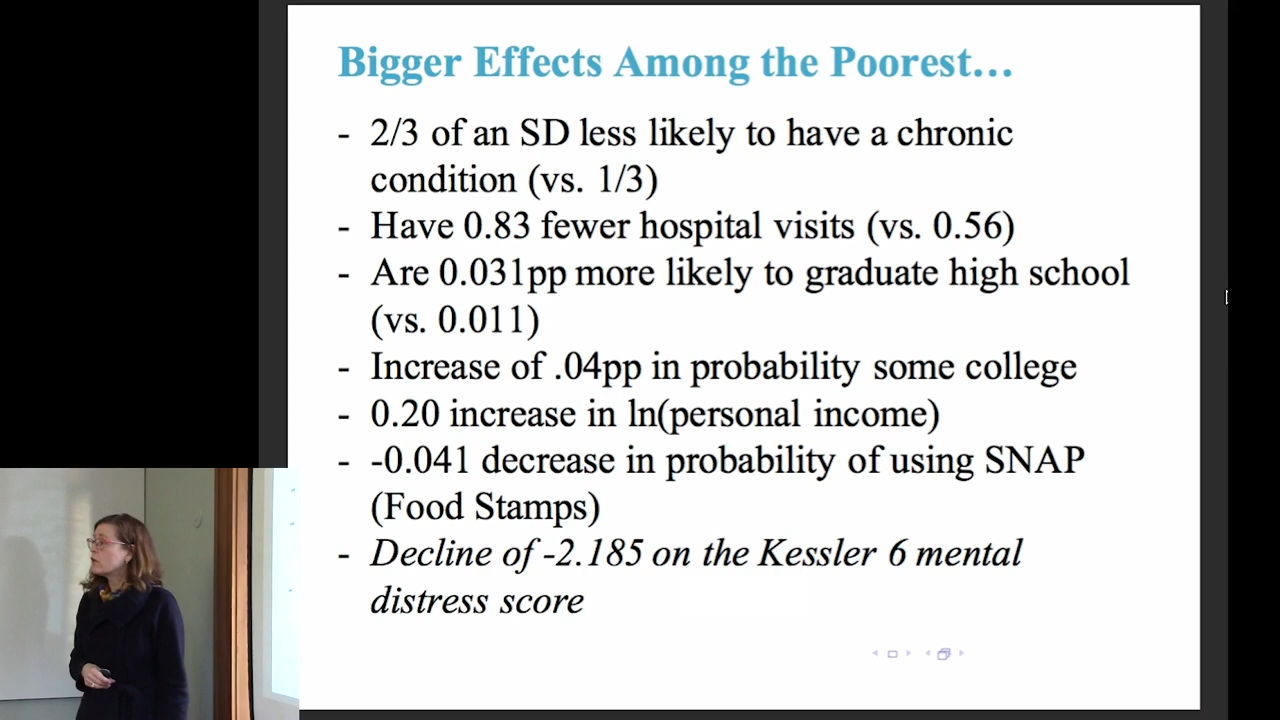 Bigger Effects Among the Poorest…
- 2/3 of an SD less likely to have a chronic
condition (vs. 1/3)
- Have 0.83 fewer hospital visits (vs. 0.56)
- Are 0.031pp more likely to graduate high school
(vs. 0.011)
- Increase of .04pp in probability some college
- 0.20 increase in ln(personal income)
- -0.041 decrease in probability of using SNAP
(Food Stamps)
- Decline of -2.185 on the Kessler 6 mental
distress score